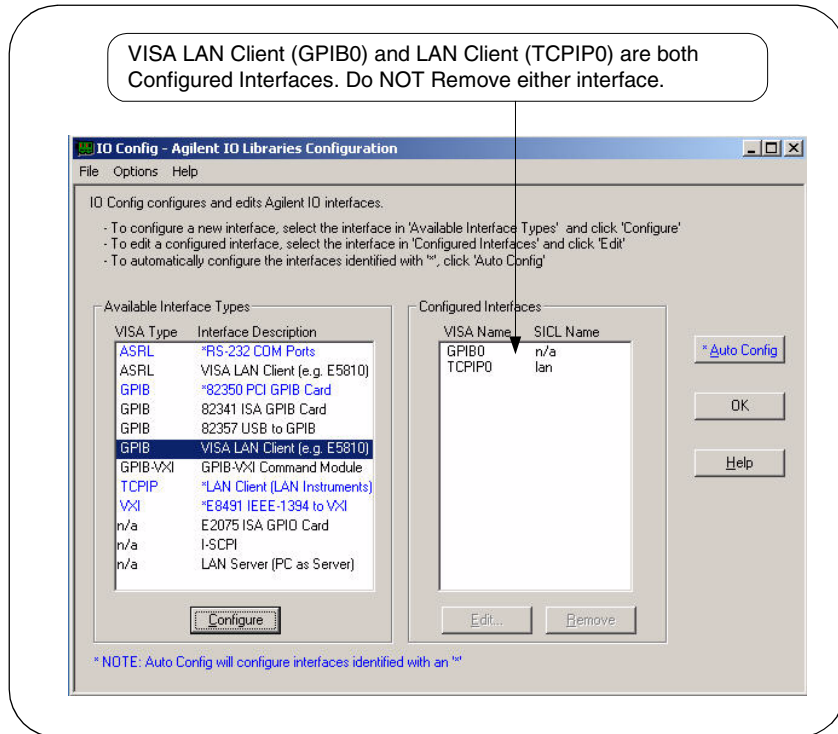 VISA LAN Client (GPIB0) and LAN Client (TCPIP0) are both
Configured Interfaces. Do NOT Remove either interface.
IO Config - Agilent IO Libraries Configuration
File Options Help
IO Config configures and edits Agilent IO interfaces.
- To configure a new interface, select the interface in 'Available Interface Types' and click 'Configure'
- To edit a configured interface, select the interface in 'Configured Interfaces' and click 'Edit'
- To automatically configure the interfaces identified with '*', click 'Auto Config'
Available Interface Types
VISA Type Interface Description
ASRL *RS-232 COM Ports
ASRL VISA LAN Client (e.g. E5810)
GPIB *82350 PCI GPIB Card
GPIB 82341 ISA GPIB Card
GPIB 82357 USB to GPIB
GPIB VISA LAN Client (e.g. E5810)
GPIB-VXI GPIB-VXI Command Module
TCPIP *LAN Client (LAN Instruments)
VXI *E8491 IEEE-1394 to VXI
n/a E2075 ISA GPIO Card
n/a I-SCPI
n/a LAN Server (PC as Server)
Configure
Configured Interfaces
VISA Name SICL Name
GPIB0 n/a
TCPIP0 lan
Edit... Remove
* Auto Config
OK
Help
* NOTE: Auto Config will configure interfaces identified with an '*'